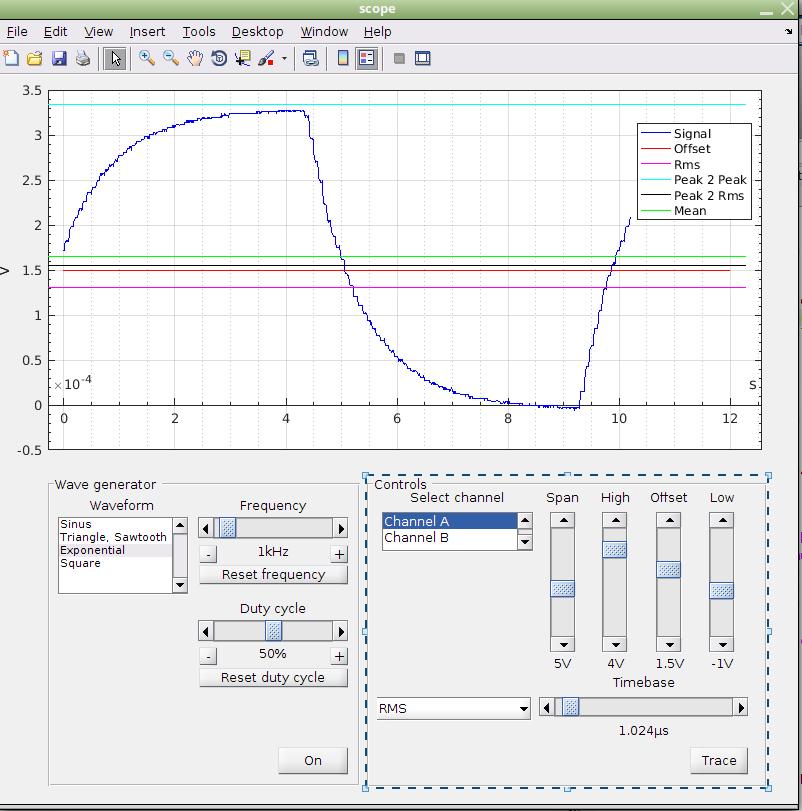 scope
File Edit View Insert Tools Desktop Window Help
3.5
3
2.5
2
1.5
1
0.5
0
-0.5
V
×10⁻⁴
s
0 2 4 6 8 10 12
Signal
Offset
Rms
Peak 2 Peak
Peak 2 Rms
Mean
Wave generator
Waveform
Sinus
Triangle, Sawtooth
Exponential
Square
Frequency
- 1kHz +
Reset frequency
Duty cycle
- 50% +
Reset duty cycle
On
Controls
Select channel
Channel A
Channel B
Span High Offset Low
5V 4V 1.5V -1V
Timebase
RMS
1.024µs
Trace